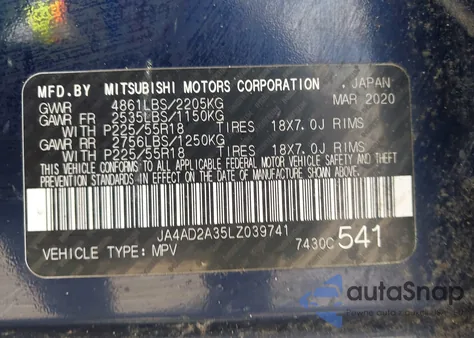 MFD.BY MITSUBISHI MOTORS CORPORATION , JAPAN
GVWR 4861LBS/2205KG MAR 2020
GAWR FR 2535LBS/1150KG
WITH P225/55R18 TIRES 18X7.0J RIMS
GAWR RR 2756LBS/1250KG
WITH P225/55R18 TIRES 18X7.0J RIMS
THIS VEHICLE CONFORMS TO ALL APPLICABLE FEDERAL MOTOR VEHICLE SAFETY AND THEFT
PREVENTION STANDARDS IN EFFECT ON THE DATE OF MANUFACTURE SHOWN ABOVE.
JA4AD2A35LZ039741
VEHICLE TYPE: MPV 7430C 541
autoSnap